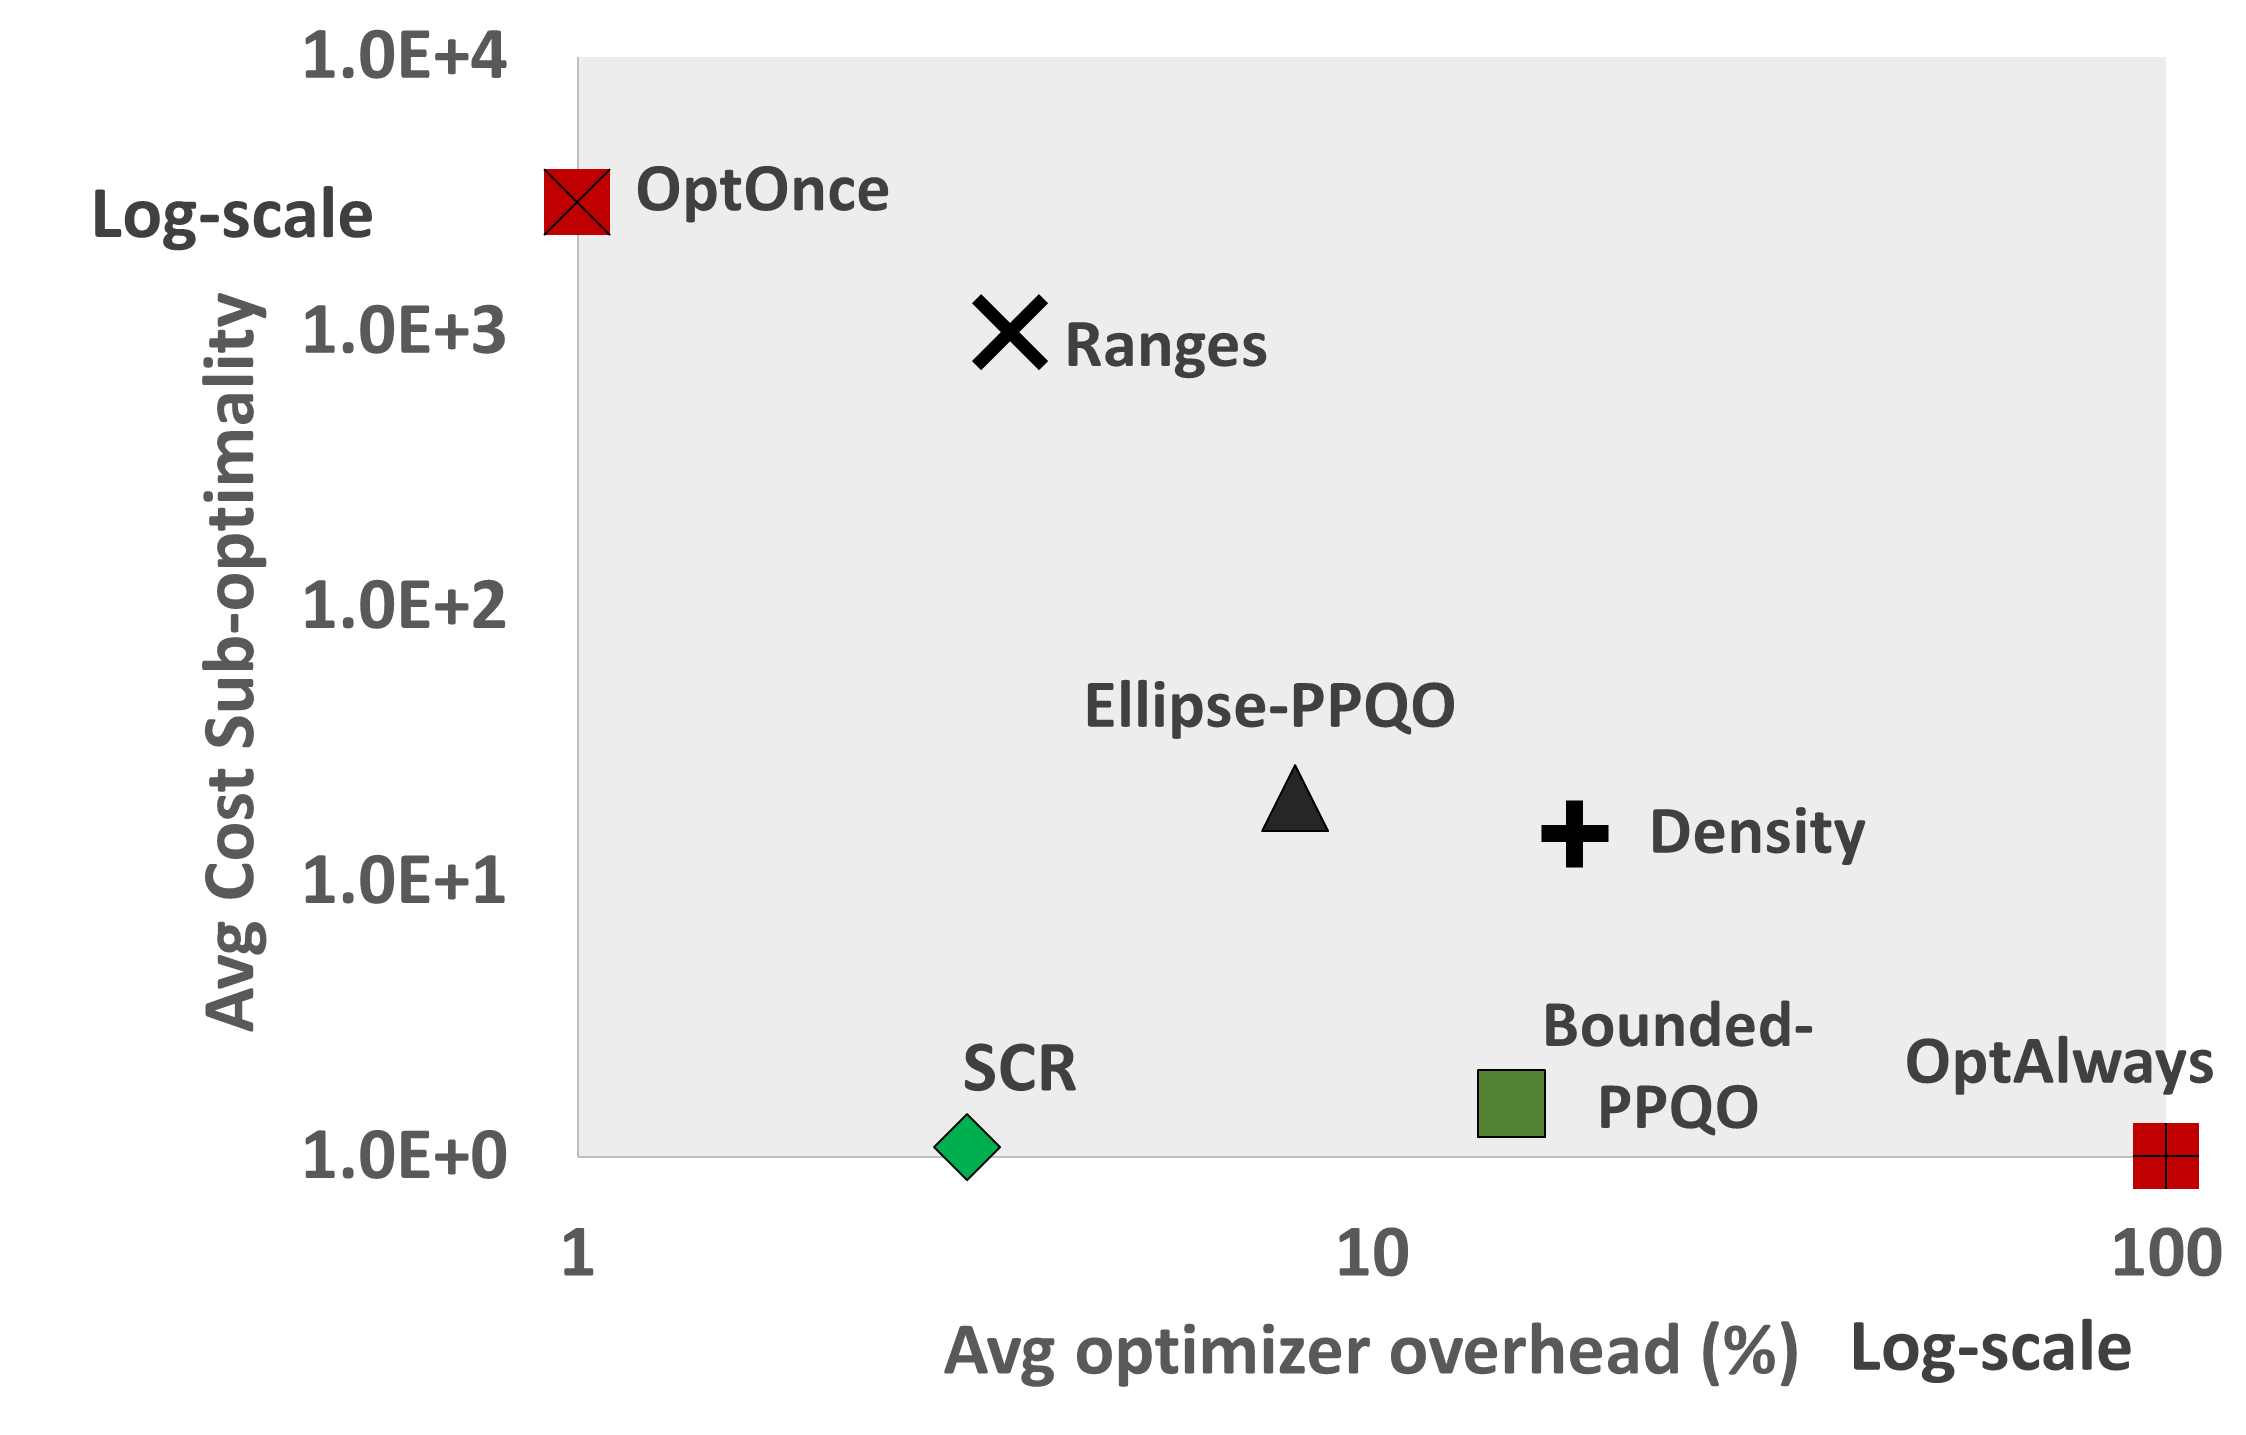 1.0E+4
OptOnce
Log-scale
1.0E+3
Ranges
1.0E+2
Avg Cost Sub-optimality
Ellipse-PPQO
Density
1.0E+1
Bounded-
PPQO
OptAlways
SCR
1.0E+0
1
10
100
Avg optimizer overhead (%)
Log-scale